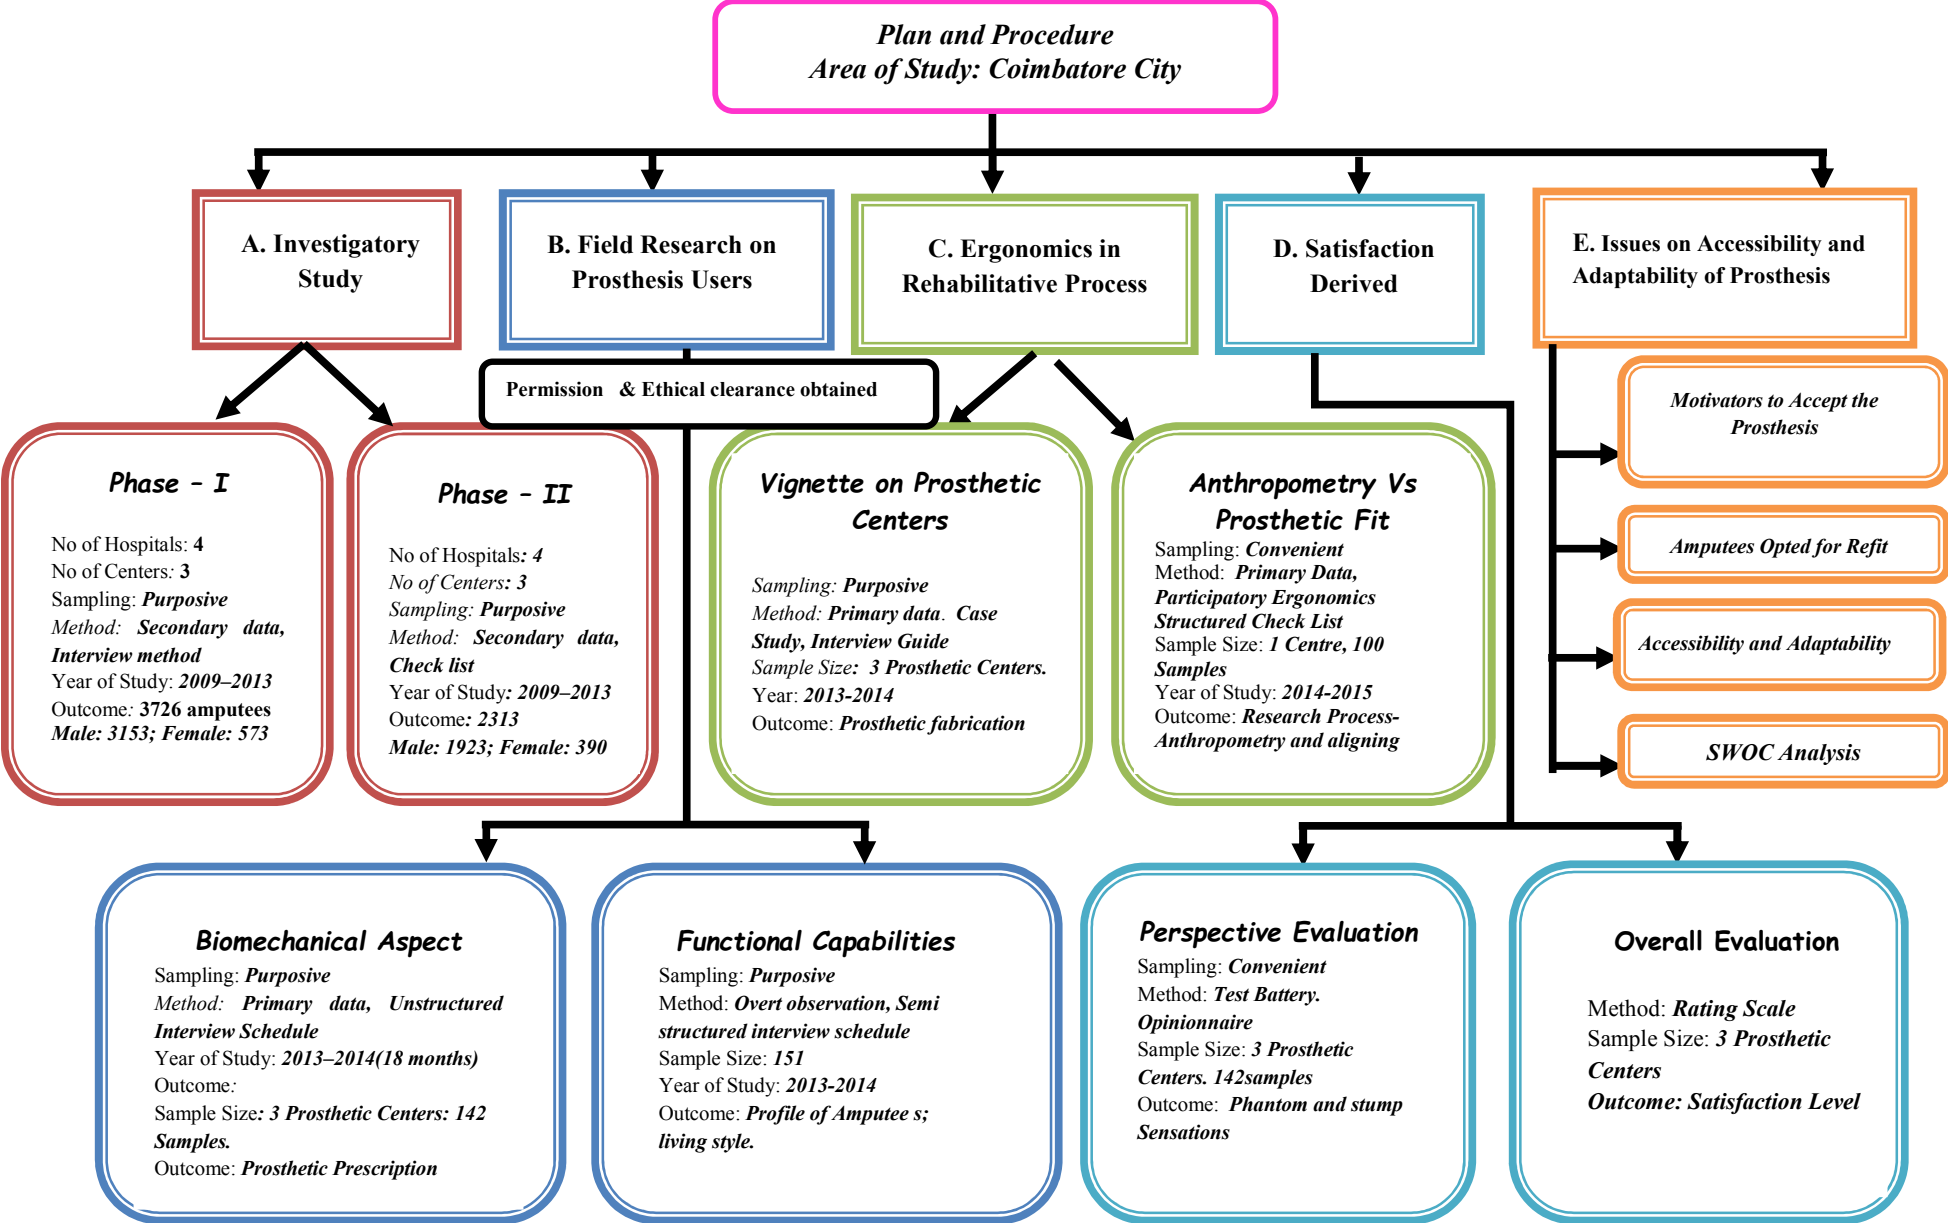 Plan and Procedure
Area of Study: Coimbatore City
A. Investigatory
Study
B. Field Research on
Prosthesis Users
C. Ergonomics in
Rehabilitative Process
D. Satisfaction
Derived
E. Issues on Accessibility and
Adaptability of Prosthesis
Permission & Ethical clearance obtained
Phase – I
No of Hospitals: 4
No of Centers: 3
Sampling: Purposive
Method: Secondary data,
Interview method
Year of Study: 2009–2013
Outcome: 3726 amputees
Male: 3153; Female: 573
Phase – II
No of Hospitals: 4
No of Centers: 3
Sampling: Purposive
Method: Secondary data,
Check list
Year of Study: 2009–2013
Outcome: 2313
Male: 1923; Female: 390
Vignette on Prosthetic
Centers
Sampling: Purposive
Method: Primary data. Case
Study, Interview Guide
Sample Size: 3 Prosthetic Centers.
Year: 2013-2014
Outcome: Prosthetic fabrication
Anthropometry Vs
Prosthetic Fit
Sampling: Convenient
Method: Primary Data,
Participatory Ergonomics
Structured Check List
Sample Size: 1 Centre, 100
Samples
Year of Study: 2014-2015
Outcome: Research Process-
Anthropometry and aligning
Motivators to Accept the
Prosthesis
Amputees Opted for Refit
Accessibility and Adaptability
SWOC Analysis
Biomechanical Aspect
Sampling: Purposive
Method: Primary data, Unstructured
Interview Schedule
Year of Study: 2013–2014(18 months)
Outcome:
Sample Size: 3 Prosthetic Centers: 142
Samples.
Outcome: Prosthetic Prescription
Functional Capabilities
Sampling: Purposive
Method: Overt observation, Semi
structured interview schedule
Sample Size: 151
Year of Study: 2013-2014
Outcome: Profile of Amputee s;
living style.
Perspective Evaluation
Sampling: Convenient
Method: Test Battery.
Opinionnaire
Sample Size: 3 Prosthetic
Centers. 142samples
Outcome: Phantom and stump
Sensations
Overall Evaluation
Method: Rating Scale
Sample Size: 3 Prosthetic
Centers
Outcome: Satisfaction Level